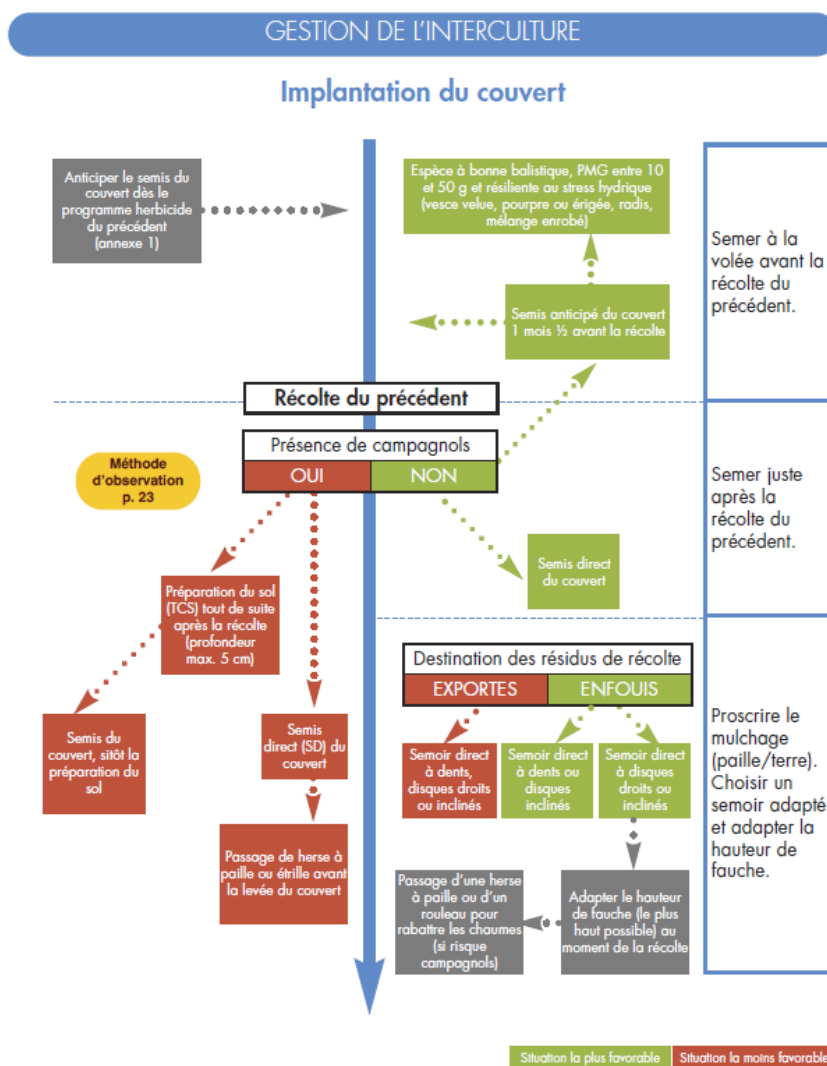 GESTION DE L'INTERCULTURE
Implantation du couvert
Anticiper le semis du
couvert dès le
programme herbicide
du précédent
(annexe 1)
Espèce à bonne balistique, PMG entre 10
et 50 g et résiliente au stress hydrique
(vesce velue, pourpre ou érigée, radis,
mélange enrobé)
Semis anticipé du couvert
1 mois ½ avant la récolte
Semer à la
volée avant la
récolte du
précédent.
Récolte du précédent
Présence de campagnols
OUI
NON
Méthode
d'observation
p. 23
Semer juste
après la
récolte du
précédent.
Semis direct
du couvert
Préparation du sol
(TCS) tout de suite
après la récolte
(profondeur
max. 5 cm)
Semis du
couvert, sitôt la
préparation du
sol
Semis
direct (SD) du
couvert
Passage de herse à
paille ou étrille avant
la levée du couvert
Destination des résidus de récolte
EXPORTES
ENFOUIS
Semoir direct
à dents,
disques droits
ou inclinés
Semoir direct
à dents ou
disques
inclinés
Semoir direct
à disques
droits ou
inclinés
Proscrire le
mulchage
(paille/terre).
Choisir un
semoir adapté
et adapter la
hauteur de
fauche.
Passage d'une herse
à paille ou d'un
rouleau pour
rabattre les chaumes
(si risque
campagnols)
Adapter le hauteur
de fauche (le plus
haut possible) au
moment de la récolte
Situation la plus favorable
Situation la moins favorable